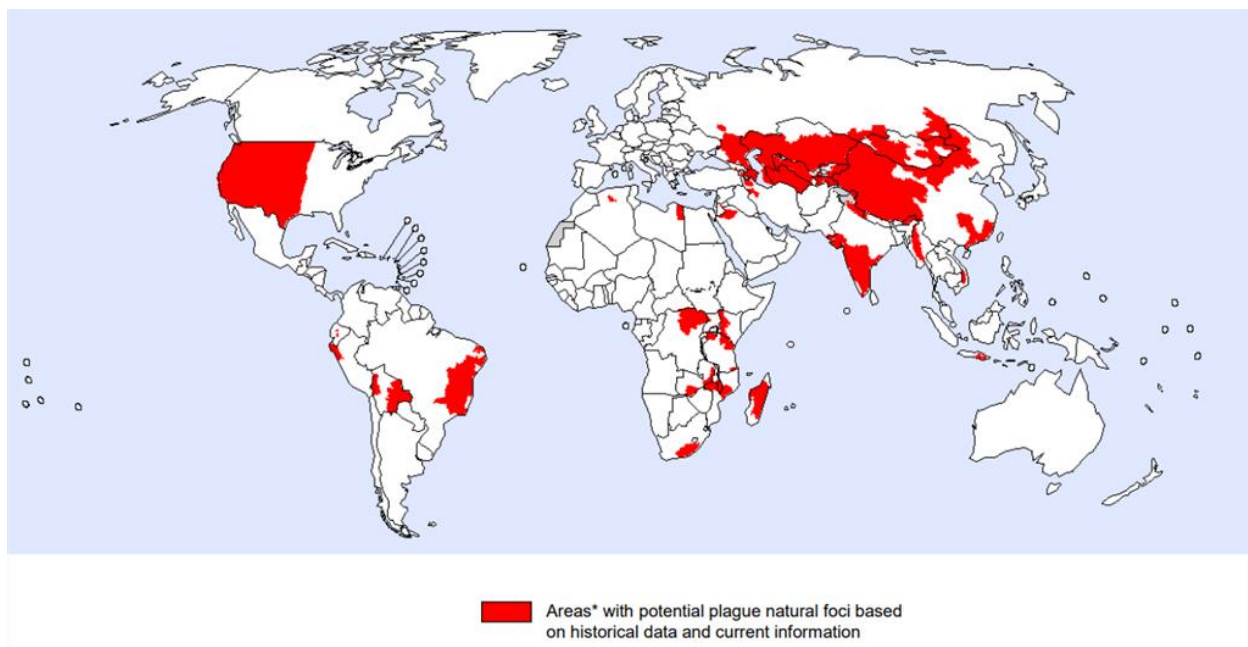 Areas* with potential plague natural foci based
on historical data and current information